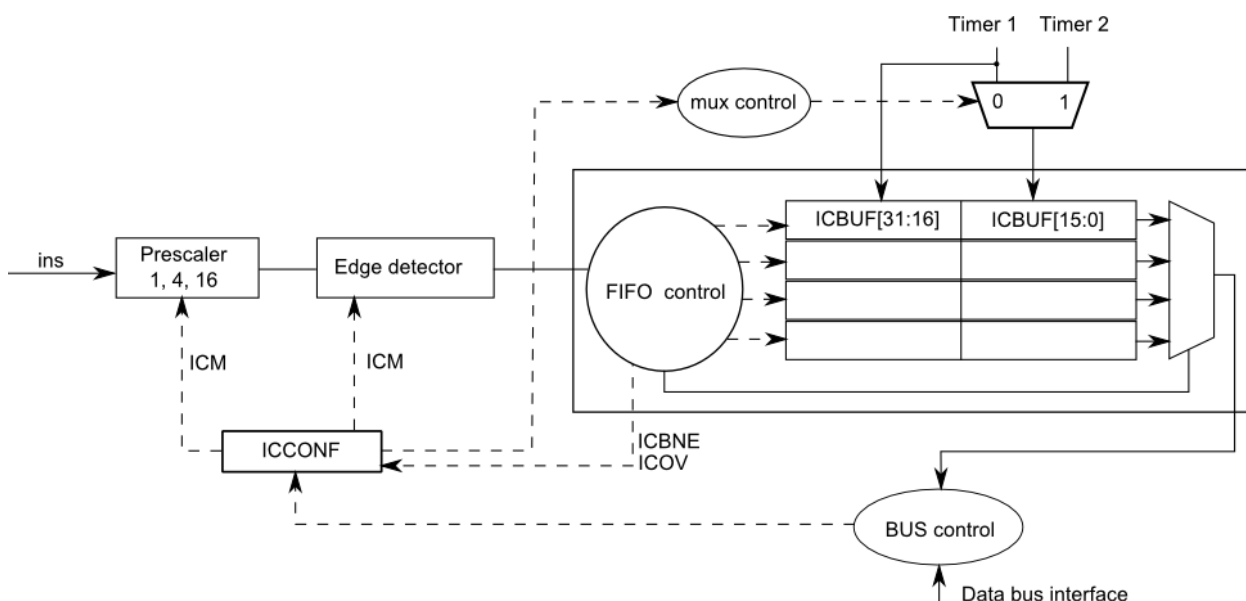 Timer 1
Timer 2
mux control
0
1
ICBUF[31:16]
ICBUF[15:0]
ins
Prescaler
1, 4, 16
Edge detector
FIFO control
ICM
ICM
ICCONF
ICBNE
ICOV
BUS control
Data bus interface